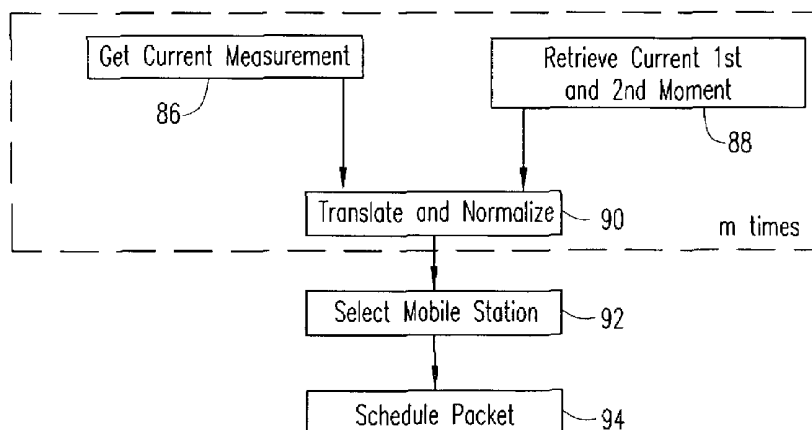 Get Current Measurement
86
Retrieve Current 1st
and 2nd Moment
88
Translate and Normalize
90
m times
Select Mobile Station
92
Schedule Packet
94